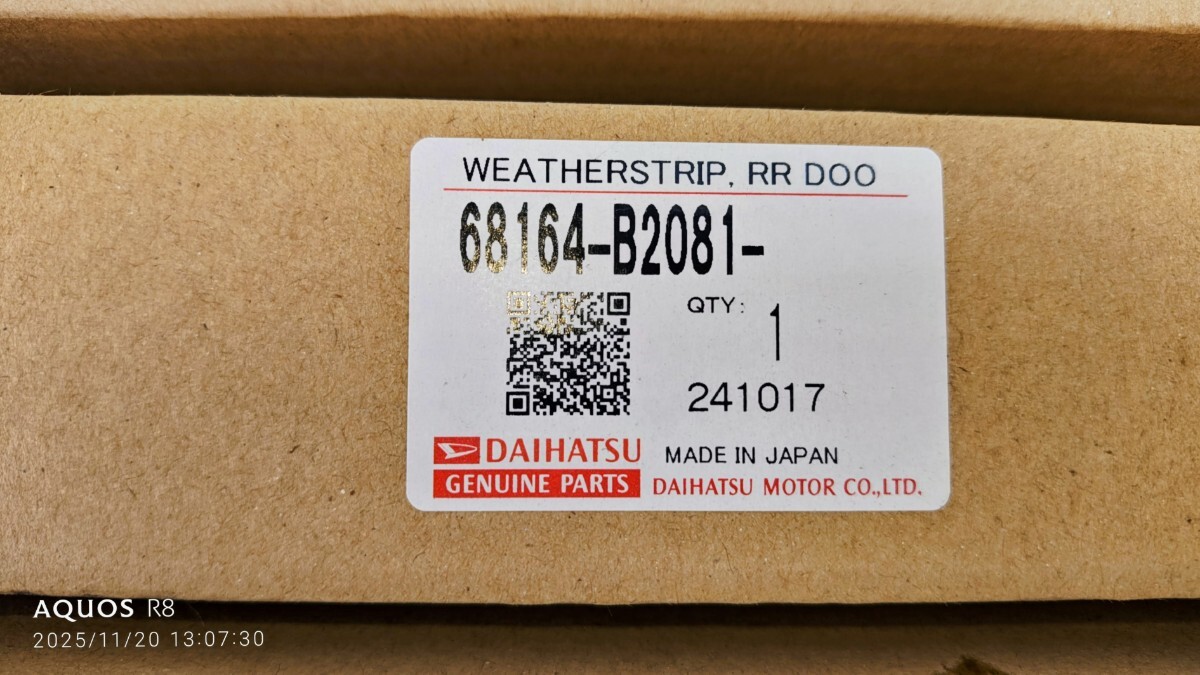 WEATHERSTRIP, RR DOO
68164-B2081-
QTY: 1
241017
DAIHATSU MADE IN JAPAN
GENUINE PARTS DAIHATSU MOTOR CO.,LTD.
AQUOS R8
2025/11/20 13:07:30